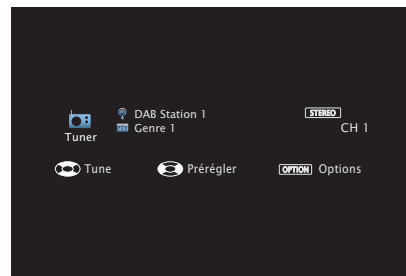 DAB Station 1
STEREO
Genre 1
CH 1
Tuner
Tune
Prérégler
OPTION Options